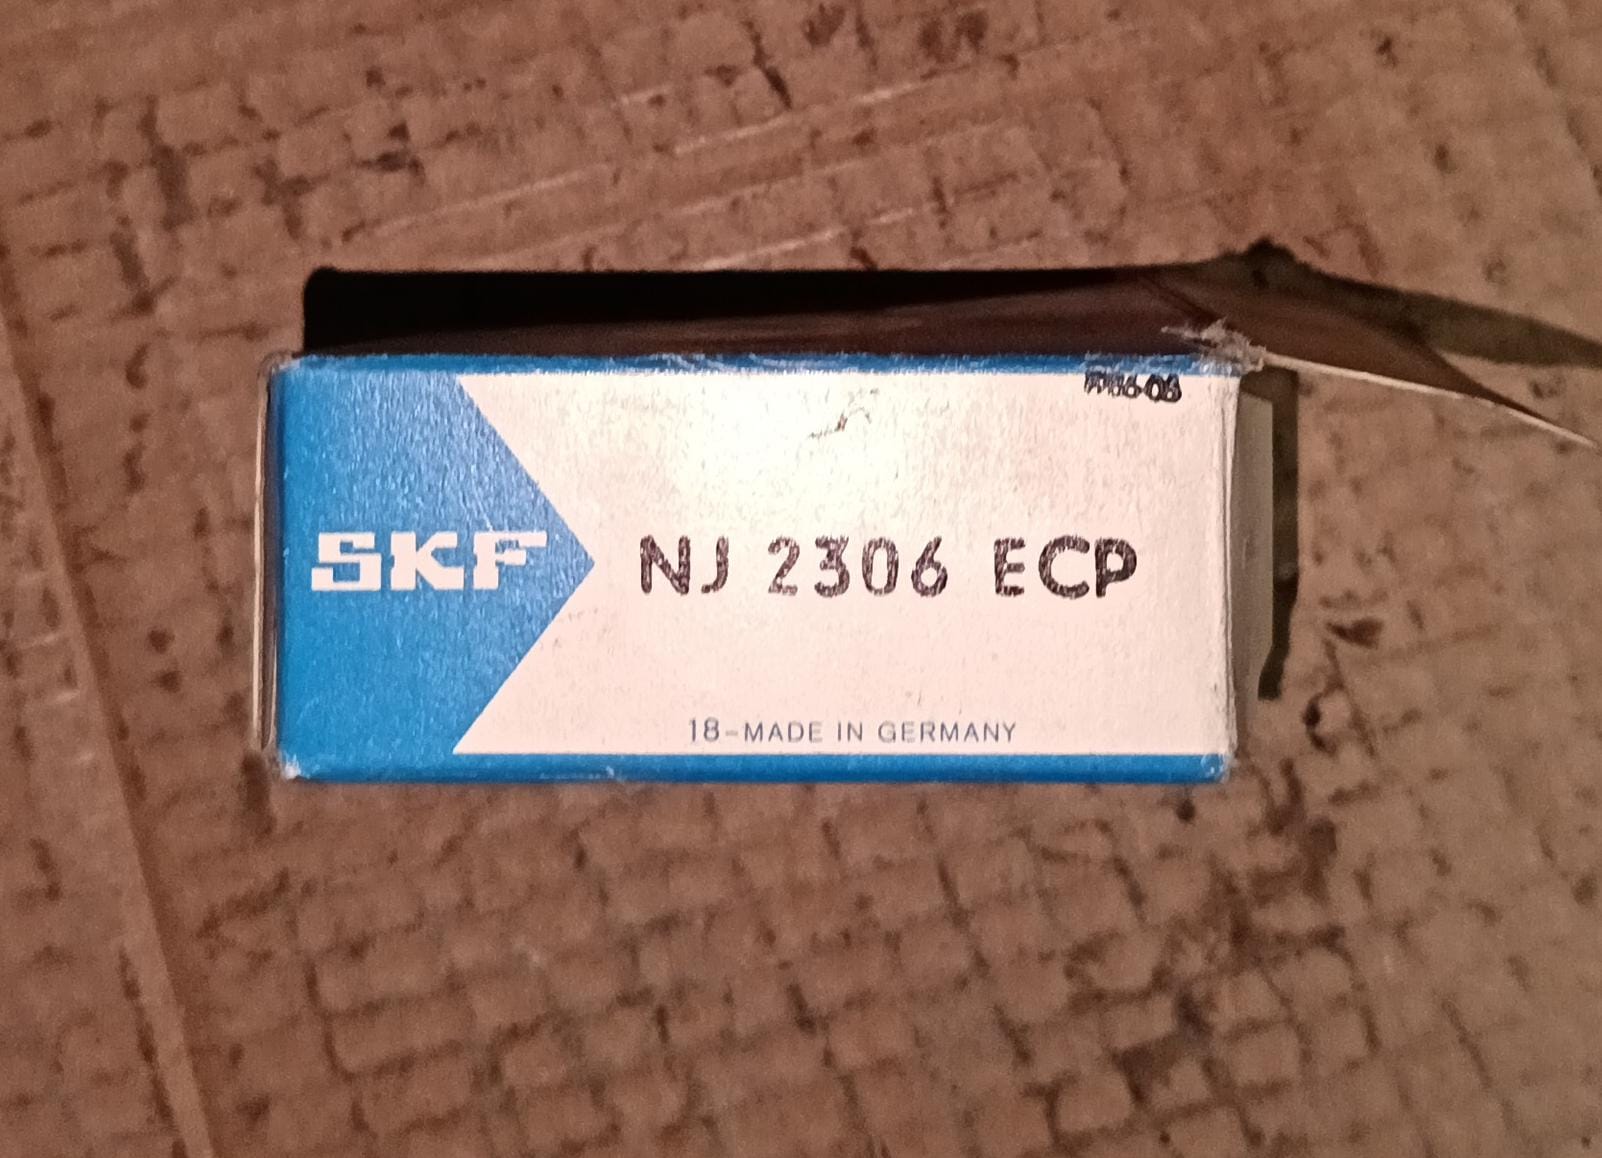 SKF
NJ 2306 ECP
18-MADE IN GERMANY